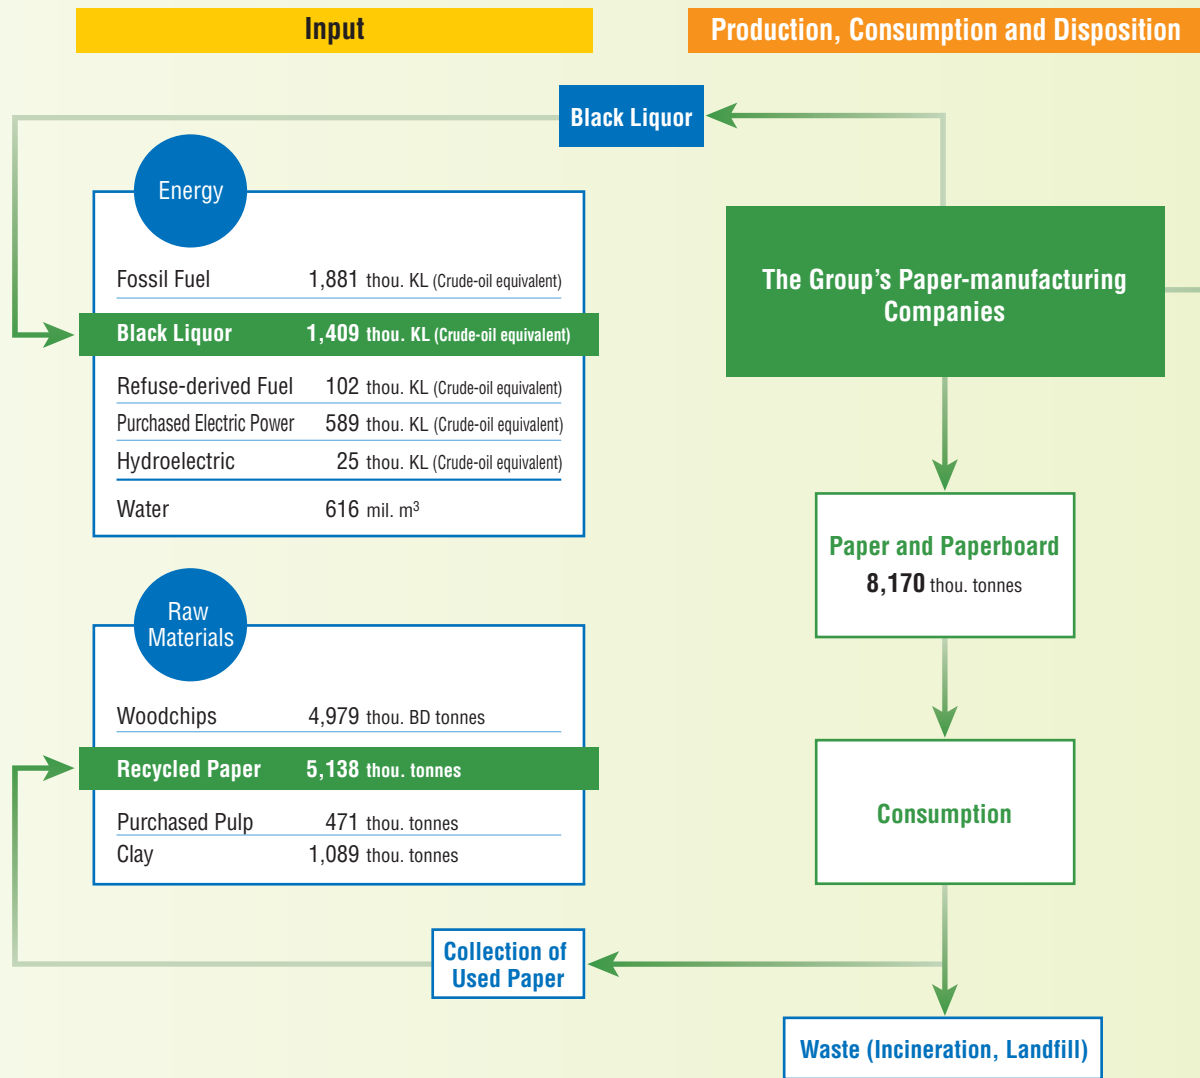 Input
Production, Consumption and Disposition
Black Liquor
Energy
Fossil Fuel 1,881 thou. KL (Crude-oil equivalent)
Black Liquor 1,409 thou. KL (Crude-oil equivalent)
Refuse-derived Fuel 102 thou. KL (Crude-oil equivalent)
Purchased Electric Power 589 thou. KL (Crude-oil equivalent)
Hydroelectric 25 thou. KL (Crude-oil equivalent)
Water 616 mil. m³
The Group's Paper-manufacturing
Companies
Paper and Paperboard
8,170 thou. tonnes
Raw
Materials
Woodchips 4,979 thou. BD tonnes
Recycled Paper 5,138 thou. tonnes
Purchased Pulp 471 thou. tonnes
Clay 1,089 thou. tonnes
Consumption
Collection of
Used Paper
Waste (Incineration, Landfill)